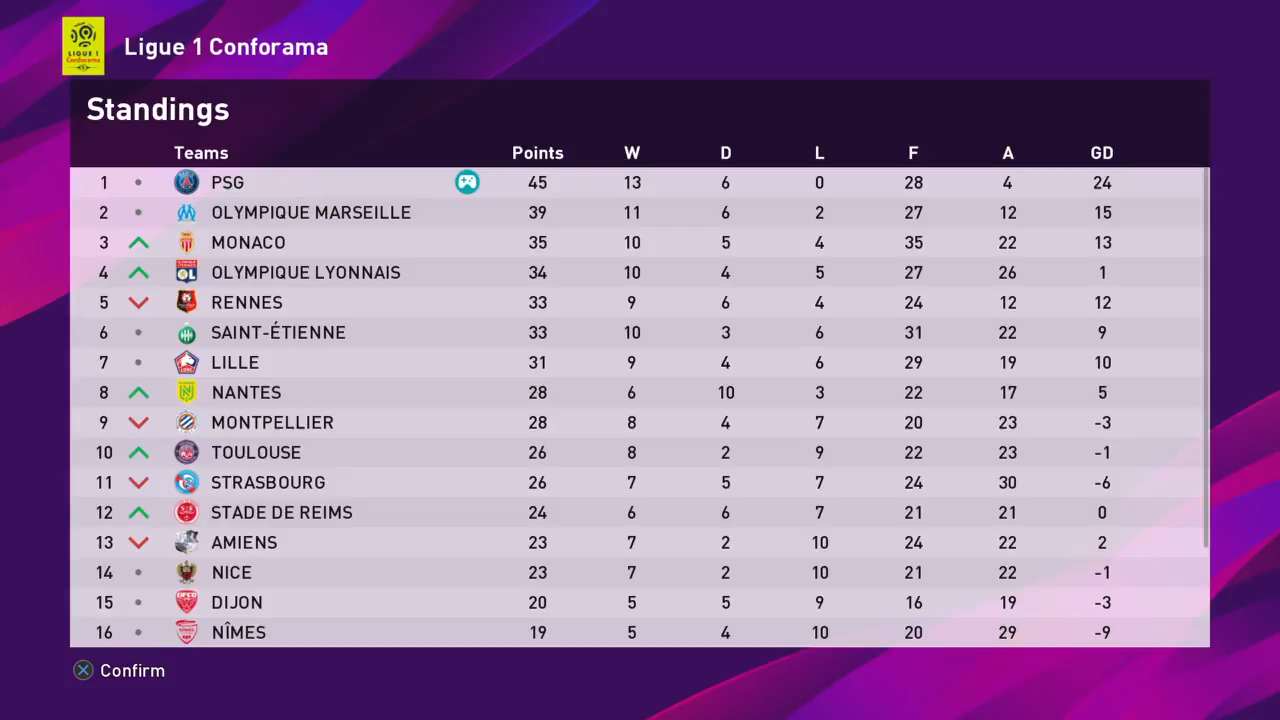 LIGUE 1
Conforama
Ligue 1 Conforama
Standings
Teams Points W D L F A GD
1 PSG 45 13 6 0 28 4 24
2 OLYMPIQUE MARSEILLE 39 11 6 2 27 12 15
3 MONACO 35 10 5 4 35 22 13
4 OLYMPIQUE LYONNAIS 34 10 4 5 27 26 1
5 RENNES 33 9 6 4 24 12 12
6 SAINT-ÉTIENNE 33 10 3 6 31 22 9
7 LILLE 31 9 4 6 29 19 10
8 NANTES 28 6 10 3 22 17 5
9 MONTPELLIER 28 8 4 7 20 23 -3
10 TOULOUSE 26 8 2 9 22 23 -1
11 STRASBOURG 26 7 5 7 24 30 -6
12 STADE DE REIMS 24 6 6 7 21 21 0
13 AMIENS 23 7 2 10 24 22 2
14 NICE 23 7 2 10 21 22 -1
15 DIJON 20 5 5 9 16 19 -3
16 NÎMES 19 5 4 10 20 29 -9
Confirm